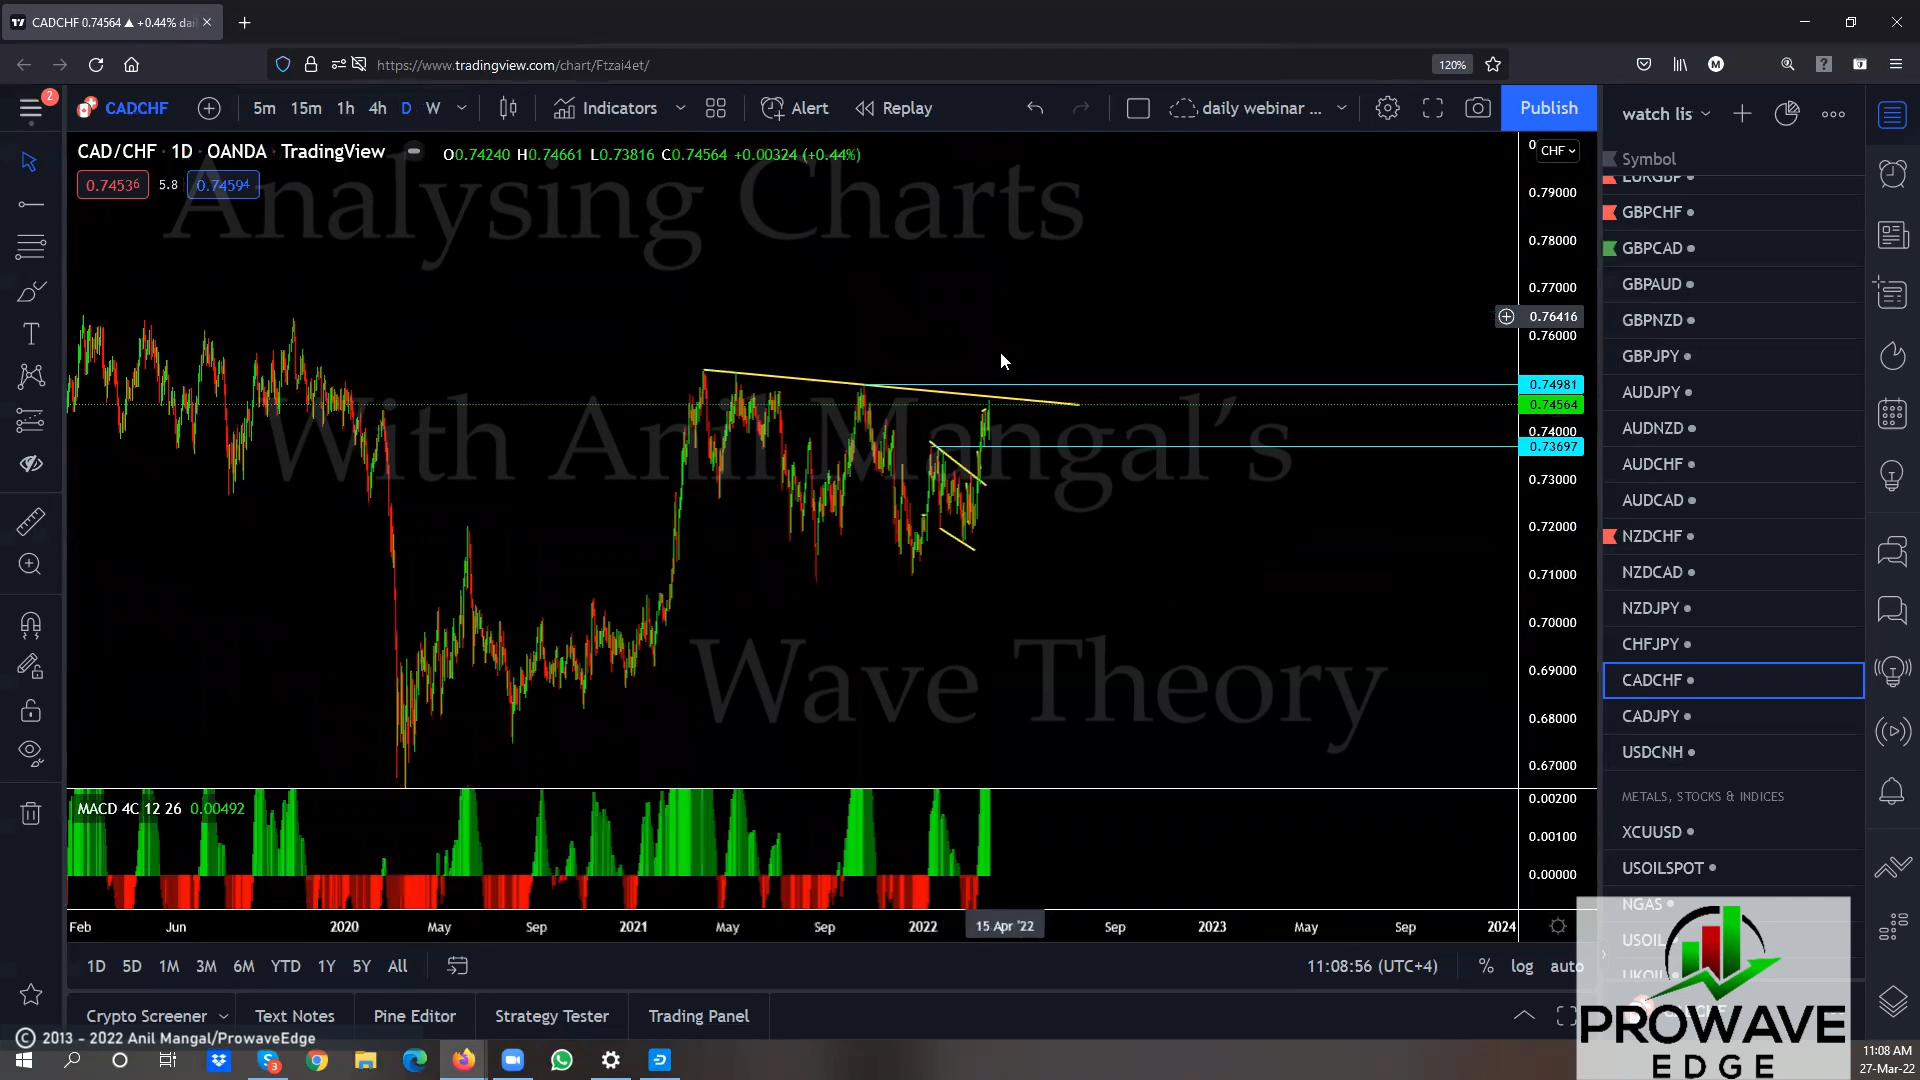 CADCHF 0.74564 ▲ +0.44% dai
120%
https://www.tradingview.com/chart/Ftzai4et/
2
CADCHF 5m 15m 1h 4h D W Indicators Alert Replay daily webinar ... Publish
watch lis
CAD/CHF · 1D · OANDA · TradingView O0.74240 H0.74661 L0.73816 C0.74564 +0.00324 (+0.44%)
0.74536 5.8 0.74594
CHF
Analysing Charts
With Anil Mangal's
Wave Theory
0.79000
0.78000
0.77000
0.76416
0.76000
0.74981
0.74564
0.74000
0.73697
0.73000
0.72000
0.71000
0.70000
0.69000
0.68000
0.67000
MACD 4C 12 26 0.00492
0.00200
0.00100
0.00000
Feb Jun 2020 May Sep 2021 May Sep 2022 15 Apr '22 Sep 2023 May Sep 2024
1D 5D 1M 3M 6M YTD 1Y 5Y All
11:08:56 (UTC+4) % log auto
Crypto Screener Text Notes Pine Editor Strategy Tester Trading Panel
Symbol
EURGBP
GBPCHF
GBPCAD
GBPAUD
GBPNZD
GBPJPY
AUDJPY
AUDNZD
AUDCHF
AUDCAD
NZDCHF
NZDCAD
NZDJPY
CHFJPY
CADCHF
CADJPY
USDCNH
METALS, STOCKS & INDICES
XCUUSD
USOILSPOT
NGAS
USOIL
UKOIL
© 2013 - 2022 Anil Mangal/ProwaveEdge
PROWAVE
EDGE
11:08 AM
27-Mar-22